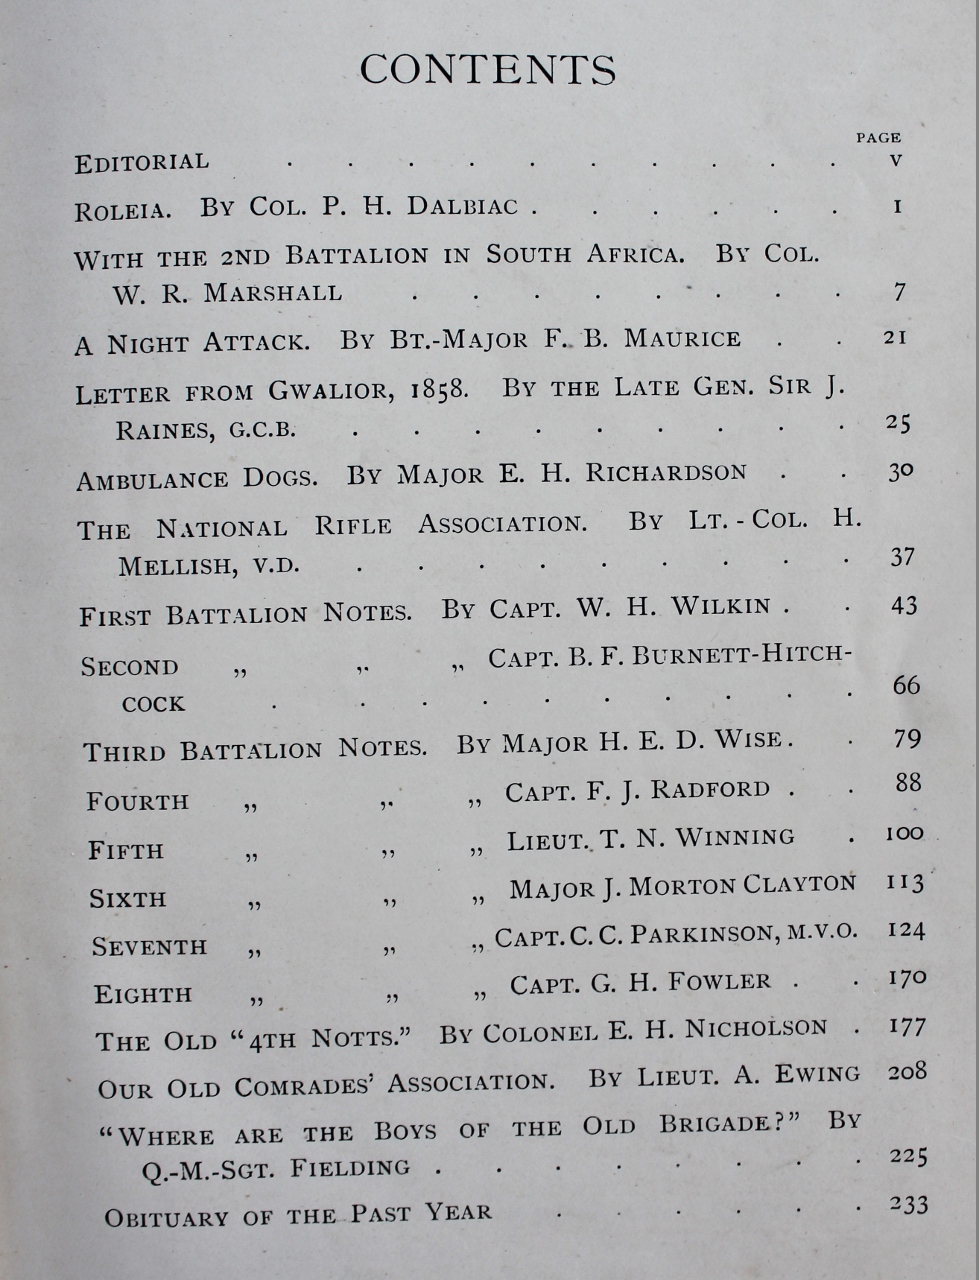 CONTENTS
PAGE
EDITORIAL . . . . . . . . . . V
ROLEIA. BY COL. P. H. DALBIAC . . . . . . 1
WITH THE 2ND BATTALION IN SOUTH AFRICA. BY COL.
W. R. MARSHALL . . . . . . . . 7
A NIGHT ATTACK. BY BT.-MAJOR F. B. MAURICE . . 21
LETTER FROM GWALIOR, 1858. BY THE LATE GEN. SIR J.
RAINES, G.C.B. . . . . . . . . . 25
AMBULANCE DOGS. BY MAJOR E. H. RICHARDSON . . 30
THE NATIONAL RIFLE ASSOCIATION. BY LT.-COL. H.
MELLISH, V.D. . . . . . . . . . 37
FIRST BATTALION NOTES. BY CAPT. W. H. WILKIN . . 43
SECOND „ „ „ CAPT. B. F. BURNETT-HITCH-
COCK . . . . . . . . . . 66
THIRD BATTALION NOTES. BY MAJOR H. E. D. WISE . . 79
FOURTH „ „ „ CAPT. F. J. RADFORD . . 88
FIFTH „ „ „ LIEUT. T. N. WINNING . 100
SIXTH „ „ „ MAJOR J. MORTON CLAYTON 113
SEVENTH „ „ „ CAPT. C. C. PARKINSON, M.V.O. 124
EIGHTH „ „ „ CAPT. G. H. FOWLER . . 170
THE OLD “4TH NOTTS.” BY COLONEL E. H. NICHOLSON . 177
OUR OLD COMRADES’ ASSOCIATION. BY LIEUT. A. EWING 208
“WHERE ARE THE BOYS OF THE OLD BRIGADE?” BY
Q.-M.-SGT. FIELDING . . . . . . . . 225
OBITUARY OF THE PAST YEAR . . . . . . 233